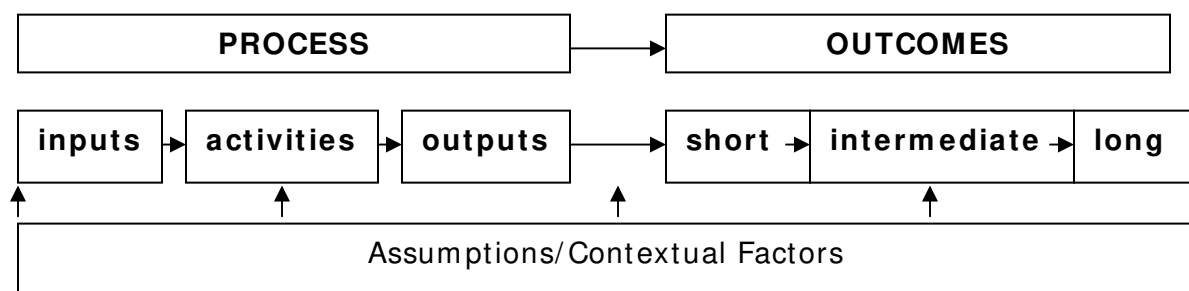 PROCESS OUTCOMES
inputs activities outputs short intermediate long
Assumptions/Contextual Factors